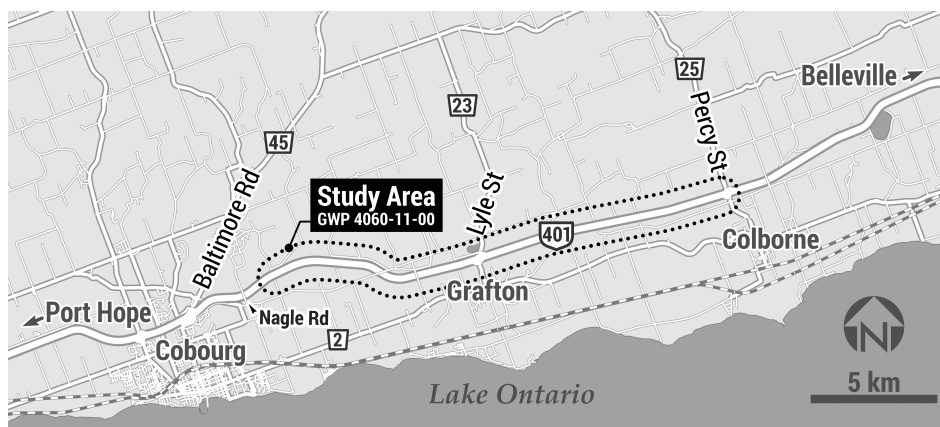 25
Belleville
23
Percy St
45
Baltimore Rd
Study Area
GWP 4060-11-00
Lyle St
401
Colborne
Grafton
Port Hope
Nagle Rd
2
Cobourg
N
5 km
Lake Ontario